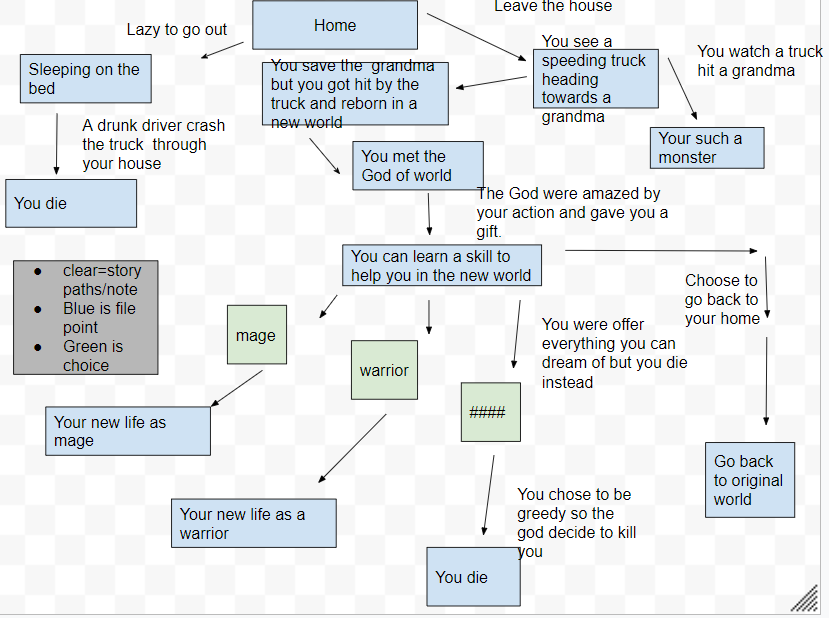 Leave the house
Home
Lazy to go out
You see a
speeding truck
heading
towards a
grandma
You watch a truck
hit a grandma
Sleeping on the
bed
You save the  grandma
but you got hit by the
truck and reborn in a
new world
A drunk driver crash
the truck  through
your house
Your such a
monster
You met the
God of world
You die
The God were amazed by
your action and gave you a
gift.
You can learn a skill to
help you in the new world
clear=story
paths/note
Blue is file
point
Green is
choice
Choose to
go back to
your home
mage
warrior
You were offer
everything you can
dream of but you die
instead
####
Your new life as
mage
Go back
to original
world
Your new life as a
warrior
You chose to be
greedy so the
god decide to kill
you
You die